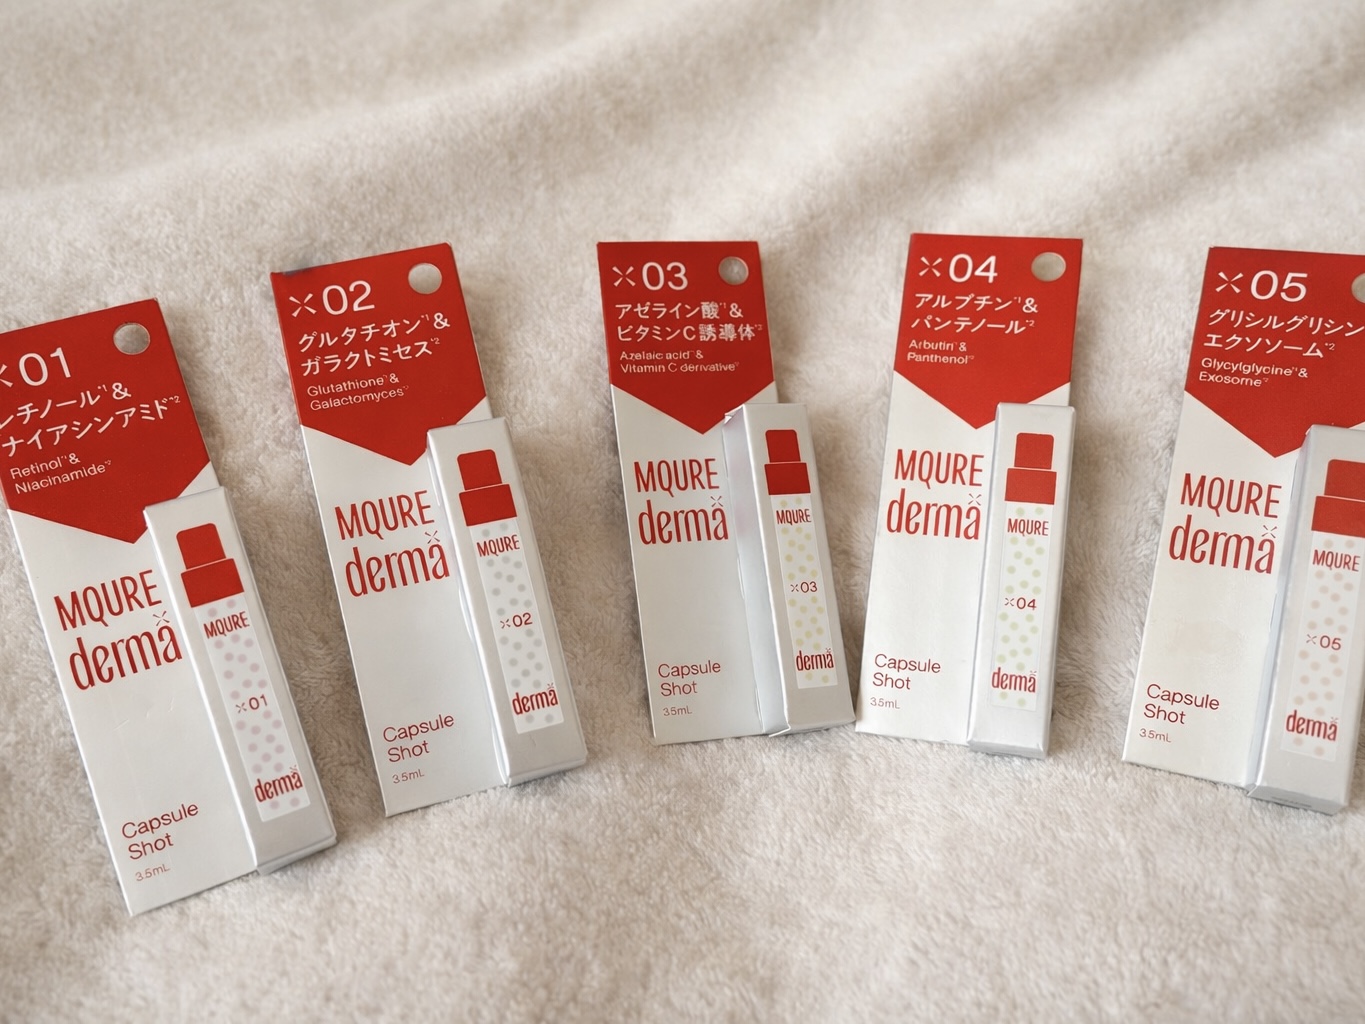 ×01
レチノール*1 &
ナイアシンアミド*2
Retinol*1 &
Niacinamide*2
MQURE
derma
Capsule
Shot
3.5mL
MQURE
×01
derma
×02
グルタチオン*1 &
ガラクトミセス*2
Glutathione*1 &
Galactomyces*2
MQURE
derma
Capsule
Shot
3.5mL
MQURE
×02
derma
×03
アゼライン酸*1 &
ビタミンC誘導体*2
Azelaic acid*1 &
Vitamin C derivative*2
MQURE
derma
Capsule
Shot
3.5mL
MQURE
×03
derma
×04
アルブチン*1 &
パンテノール*2
Arbutin*1 &
Panthenol*2
MQURE
derma
Capsule
Shot
3.5mL
MQURE
×04
derma
×05
グリシルグリシン
エクソソーム*2
Glycylglycine*1 &
Exosome*2
MQURE
derma
Capsule
Shot
3.5mL
MQURE
×05
derma